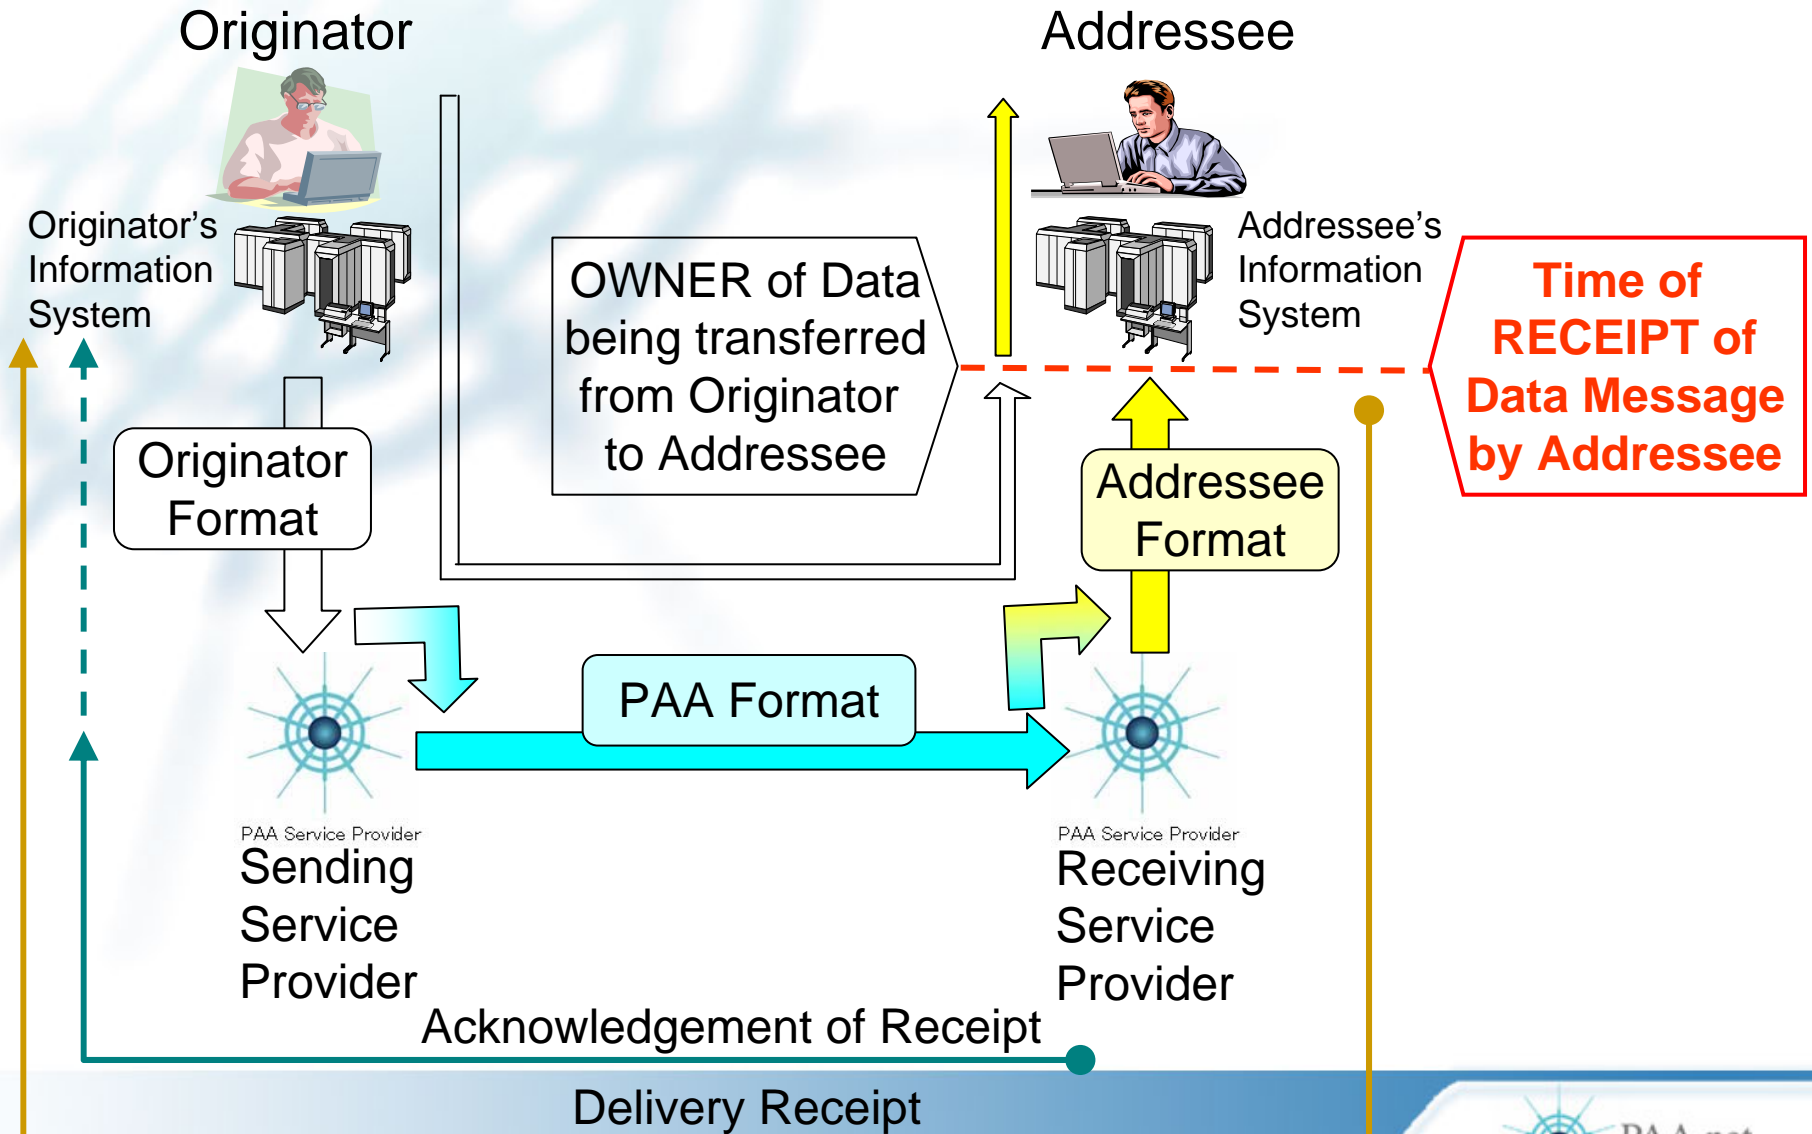 Originator
Addressee
Originator's
Information
System
OWNER of Data
being transferred
from Originator
to Addressee
Addressee's
Information
System
Time of
RECEIPT of
Data Message
by Addressee
Originator
Format
Addressee
Format
PAA Format
PAA Service Provider
Sending
Service
Provider
PAA Service Provider
Receiving
Service
Provider
Acknowledgement of Receipt
Delivery Receipt
PAA.net